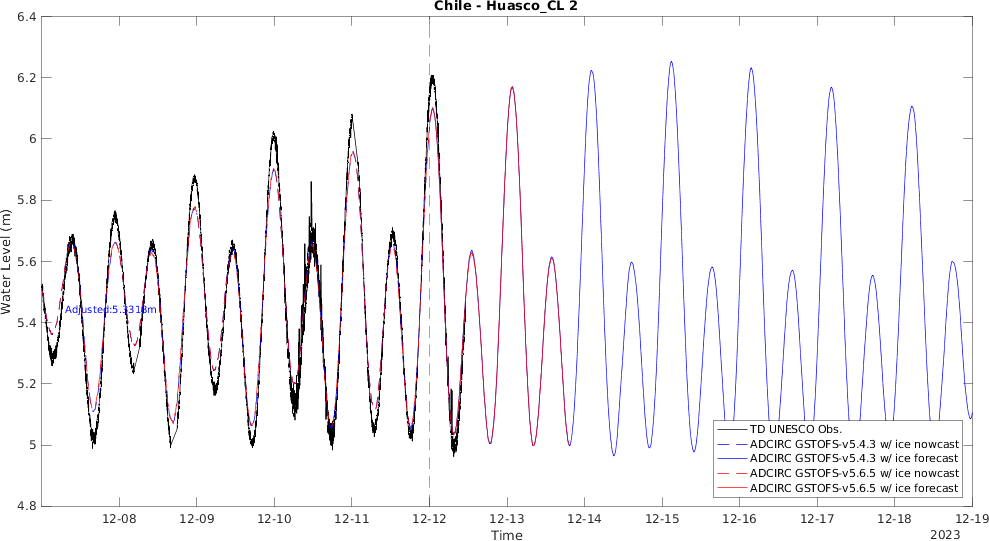 Chile - Huasco_CL 2
6.4
6.2
6
5.8
5.6
5.4
5.2
5
4.8
Water Level (m)
Adjusted:5.3318m
TD UNESCO Obs.
ADCIRC GSTOFS-v5.4.3 w/ ice nowcast
ADCIRC GSTOFS-v5.4.3 w/ ice forecast
ADCIRC GSTOFS-v5.6.5 w/ ice nowcast
ADCIRC GSTOFS-v5.6.5 w/ ice forecast
12-08 12-09 12-10 12-11 12-12 12-13 12-14 12-15 12-16 12-17 12-18 12-19
Time
2023